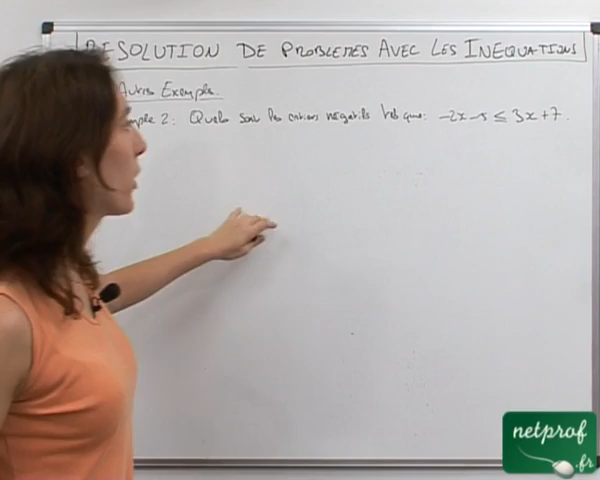 RESOLUTION DE PROBLEMES AVEC LES INEQUATIONS
Autres Exemple
mple 2: Quels sont les entiers négatifs tels que: -2x-5 ≤ 3x+7.
netprof
.fr